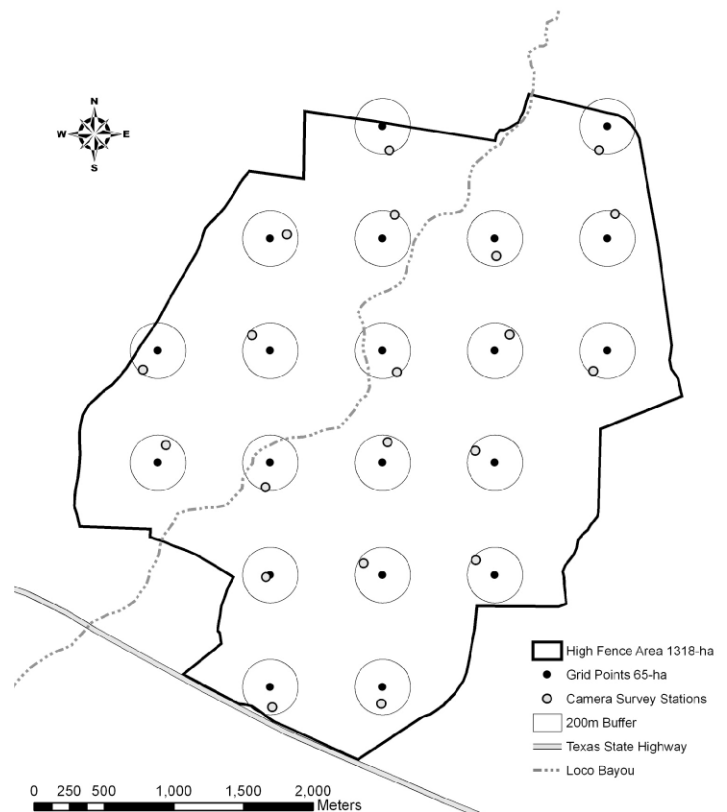 N
W E
S
High Fence Area 1318-ha
Grid Points 65-ha
Camera Survey Stations
200m Buffer
Texas State Highway
Loco Bayou
0 250 500 1,000 1,500 2,000
Meters